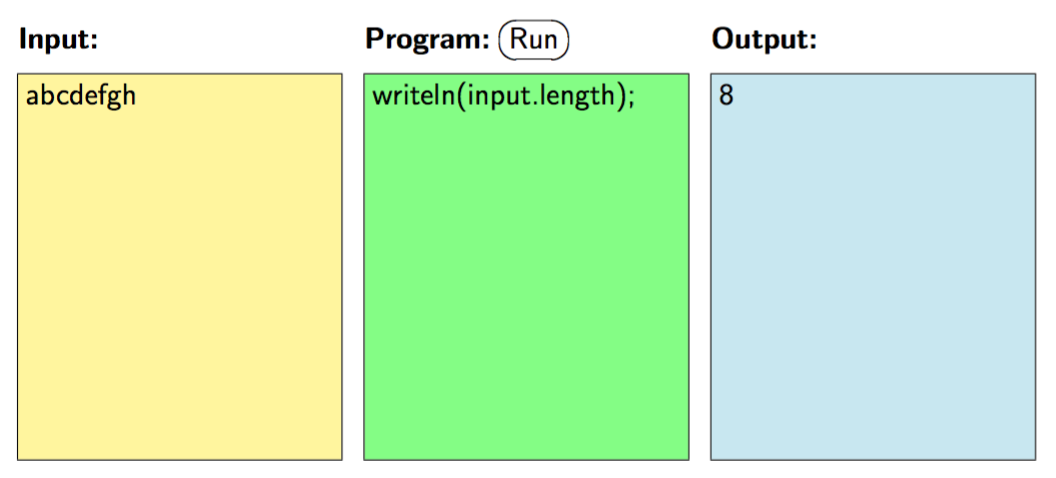 Input: Program: Run Output:
abcdefgh
writeln(input.length);
8